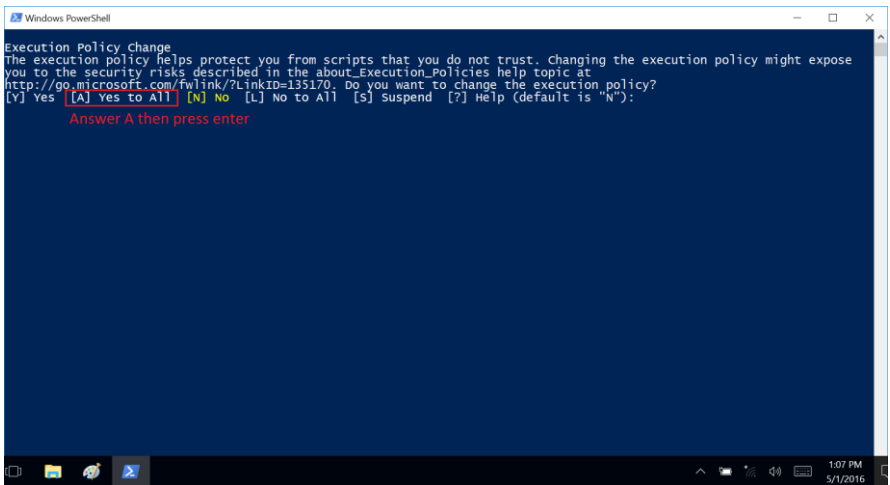 Windows PowerShell
Execution Policy Change
The execution policy helps protect you from scripts that you do not trust. Changing the execution policy might expose
you to the security risks described in the about_Execution_Policies help topic at
http://go.microsoft.com/fwlink/?LinkID=135170. Do you want to change the execution policy?
[Y] Yes [A] Yes to All [N] No [L] No to All [S] Suspend [?] Help (default is "N"):
Answer A then press enter
1:07 PM
5/1/2016